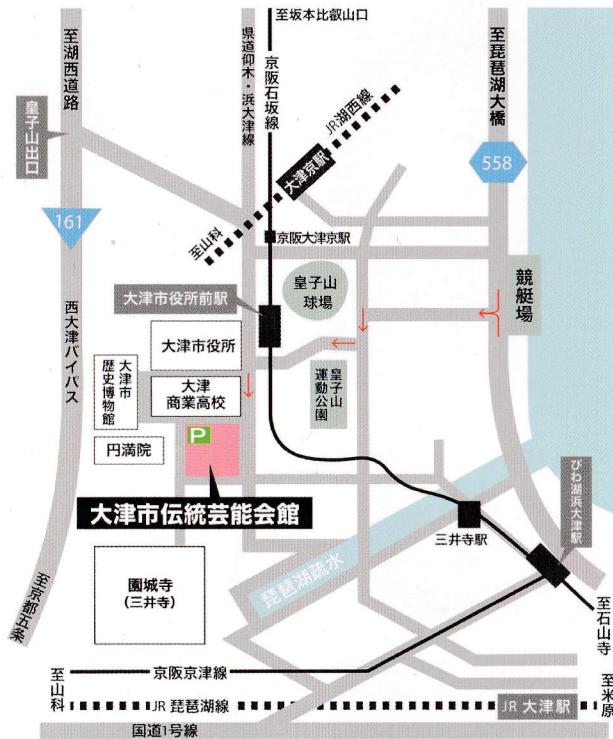 至坂本比叡山口
至湖西道路
県道仰木・浜大津線
京阪石坂線
至琵琶湖大橋
JR湖西線
皇子山出口
大津京駅
558
161
至山科
京阪大津京駅
皇子山
球場
競艇場
大津市役所前駅
西大津バイパス
大津市役所
大津市
歴史博物館
大津
商業高校
皇子山
運動公園
P
円満院
びわ湖浜大津駅
大津市伝統芸能会館
三井寺駅
琵琶湖疏水
園城寺
(三井寺)
至京都五条
至石山寺
至山科
京阪京津線
至米原
JR 琵琶湖線
JR 大津駅
国道1号線